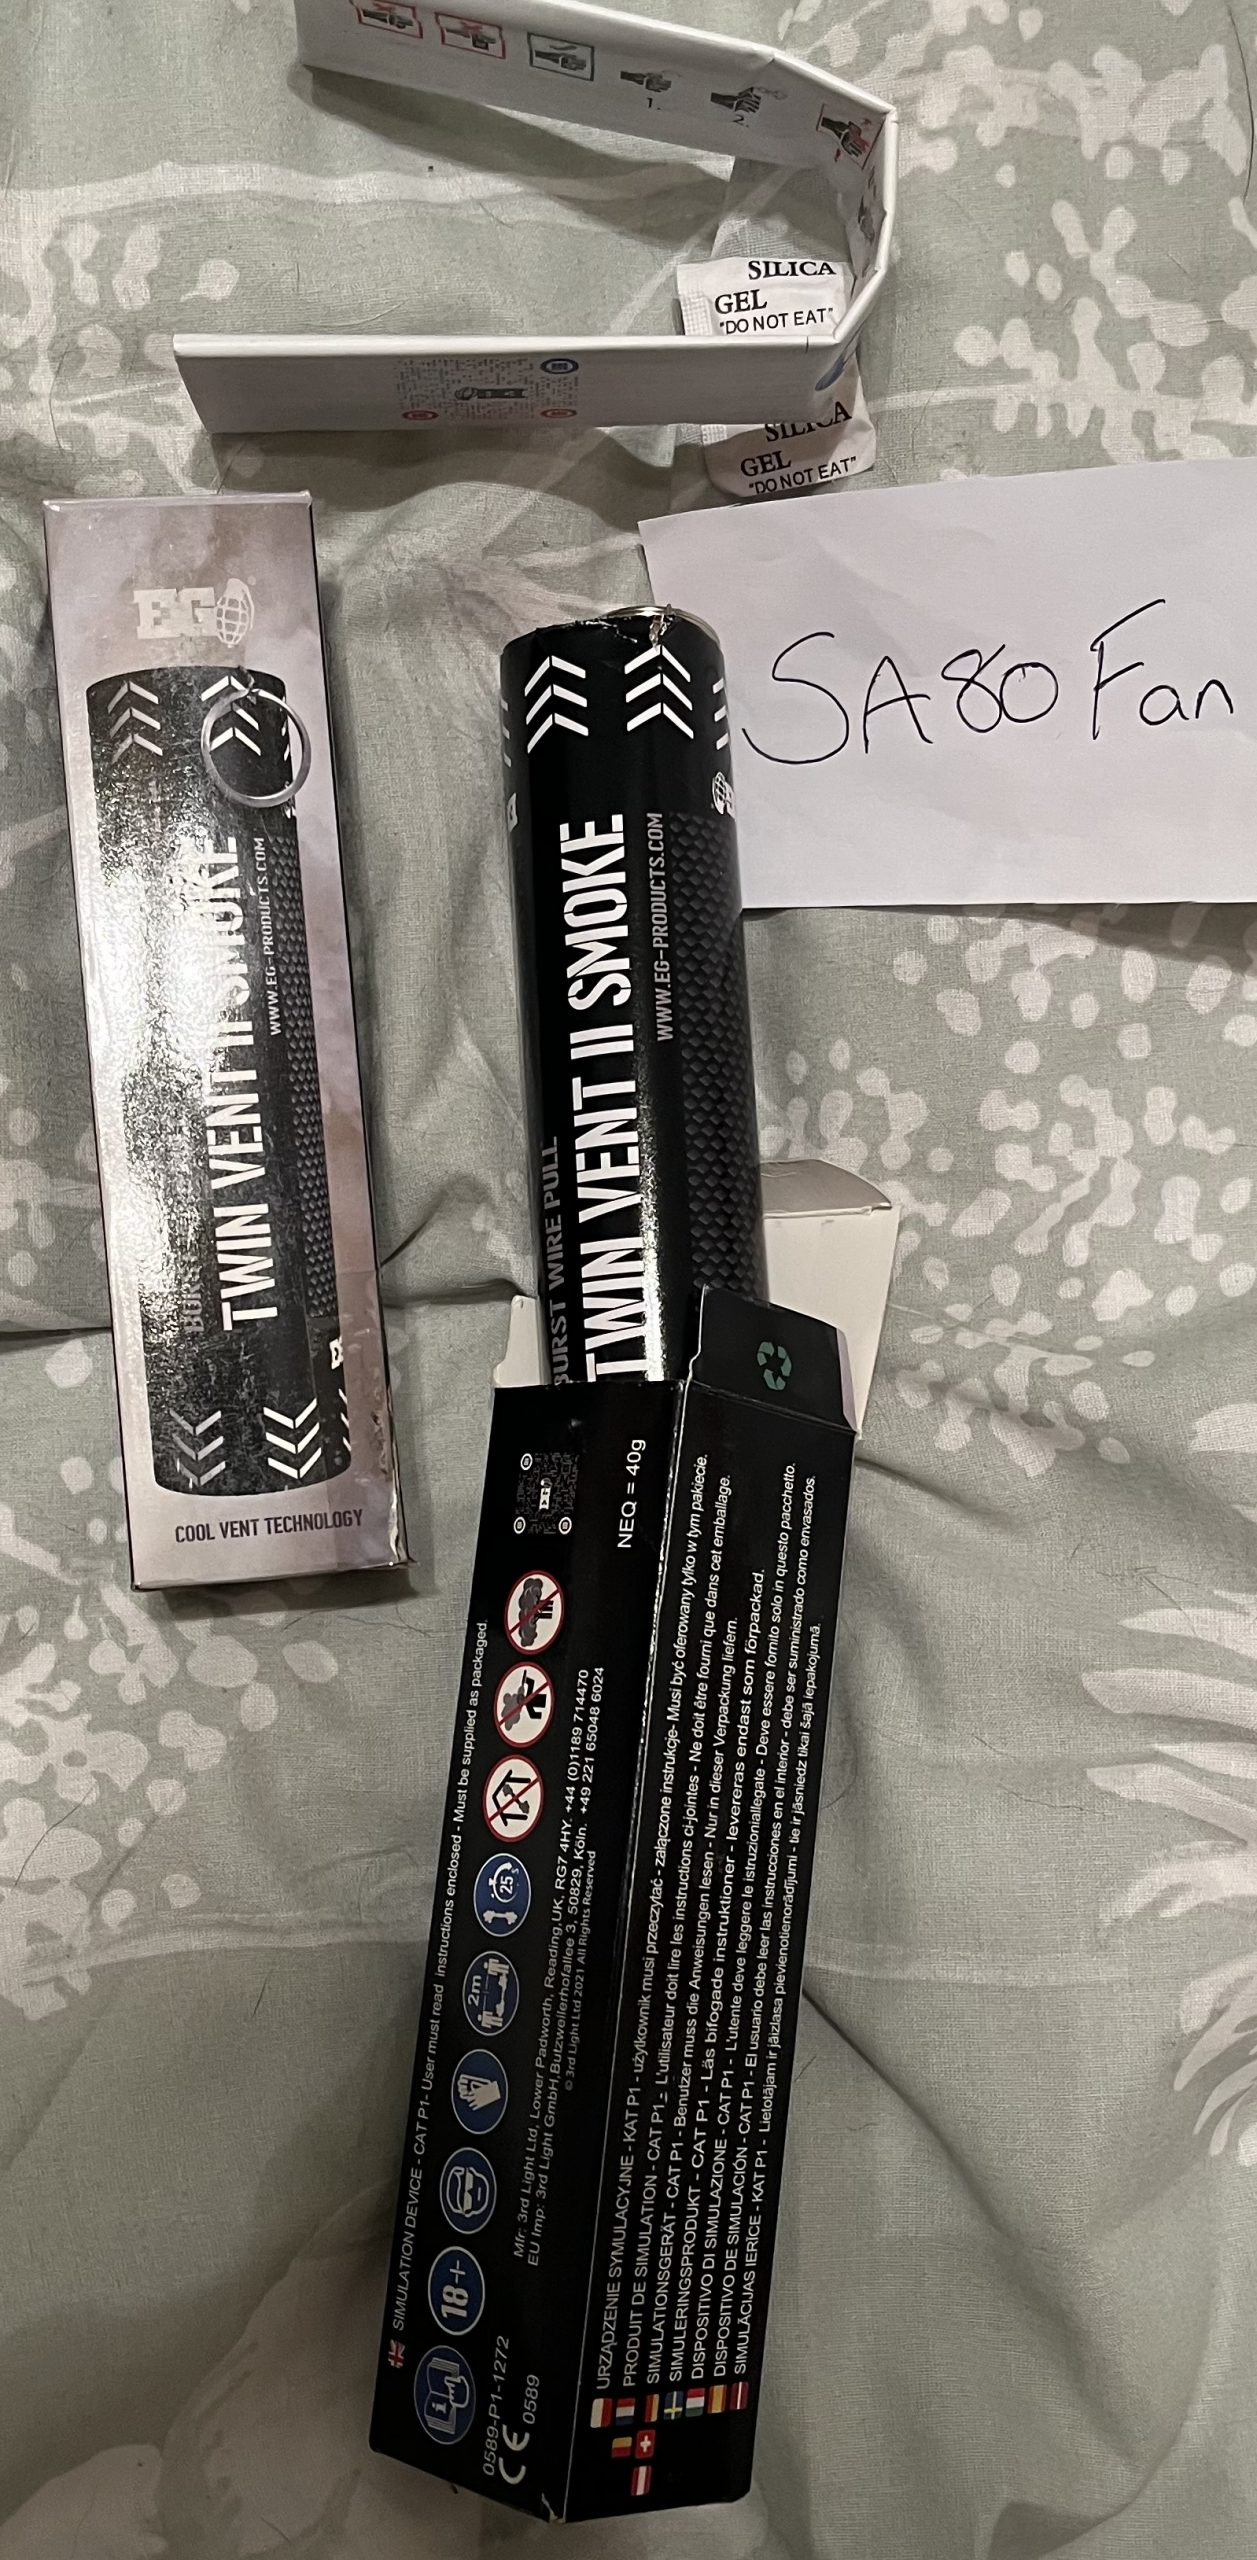 1.
2.
SILICA
GEL
"DO NOT EAT"
SILICA
GEL
"DO NOT EAT"
SA80 Fan
EG
TWIN VENT II SMOKE
WWW.EG-PRODUCTS.COM
COOL VENT TECHNOLOGY
BURST WIRE PULL
TWIN VENT II SMOKE
WWW.EG-PRODUCTS.COM
SIMULATION DEVICE - CAT P1- User must read instructions enclosed - Must be supplied as packaged.
18+
2m
25s
NEQ = 40g
0589-P1-1272
CE 0589
Mfr: 3rd Light Ltd, Lower Padworth, Reading,UK, RG7 4HY. +44 (0)1189 714470
EU Imp: 3rd Light GmbH,Butzweilerhofallee 3, 50829, Köln. +49 221 65048 6024
© 3rd Light Ltd 2021 All Rights Reserved
URZĄDZENIE SYMULACYJNE - KAT P1 - użytkownik musi przeczytać - załączone instrukcje- Musi być oferowany tylko w tym pakiecie.
PRODUIT DE SIMULATION - CAT P1 - L'utilisateur doit lire les instructions ci-jointes - Ne doit être fourni que dans cet emballage.
SIMULATIONSGERÄT - CAT P1 - Benutzer muss die Anweisungen lesen - Nur in dieser Verpackung liefern.
SIMULERINGSPRODUKT - CAT P1 - Läs bifogade instruktioner - levereras endast som förpackad.
DISPOSITIVO DI SIMULAZIONE - CAT P1 - L'utente deve leggere le istruzioniallegate - Deve essere fornito solo in questo pacchetto.
DISPOSITIVO DE SIMULACIÓN - CAT P1 - El usuario debe leer las instrucciones en el interior - debe ser suministrado como envasados.
SIMULĀCIJAS IERĪCE - KAT P1 - Lietotājam ir jāizlasa pievienotienorādījumi - tie ir jāsniedz tikai šajā iepakojumā.